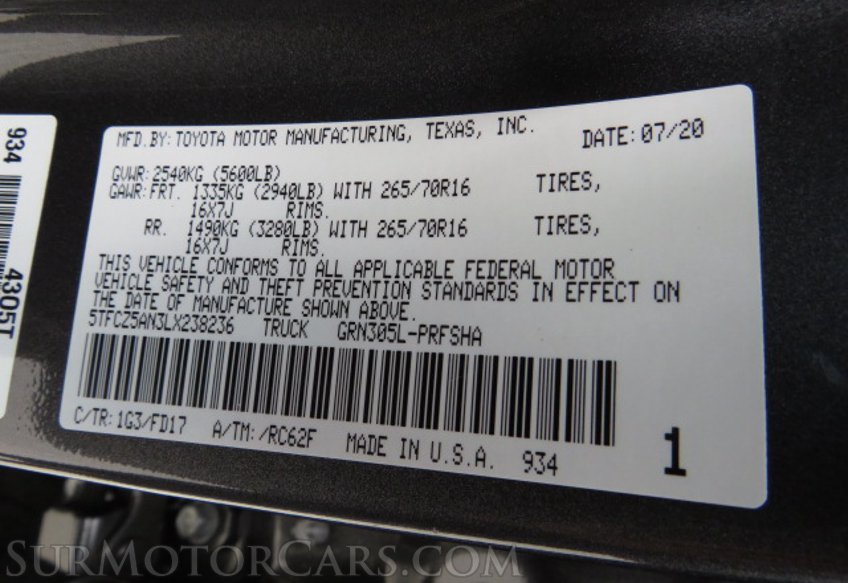 MFD.BY:TOYOTA MOTOR MANUFACTURING, TEXAS, INC. DATE:07/20
GVWR:2540KG (5600LB)
GAWR:FRT. 1335KG (2940LB) WITH 265/70R16 TIRES,
16X7J RIMS.
RR. 1490KG (3280LB) WITH 265/70R16 TIRES,
16X7J RIMS.
THIS VEHICLE CONFORMS TO ALL APPLICABLE FEDERAL MOTOR
VEHICLE SAFETY AND THEFT PREVENTION STANDARDS IN EFFECT ON
THE DATE OF MANUFACTURE SHOWN ABOVE.
5TFCZ5AN3LX238236 TRUCK GRN305L-PRFSHA
C/TR:1G3/FD17 A/TM:/RC62F MADE IN U.S.A. 934 1
934 4305T
SURMOTORCARS.COM